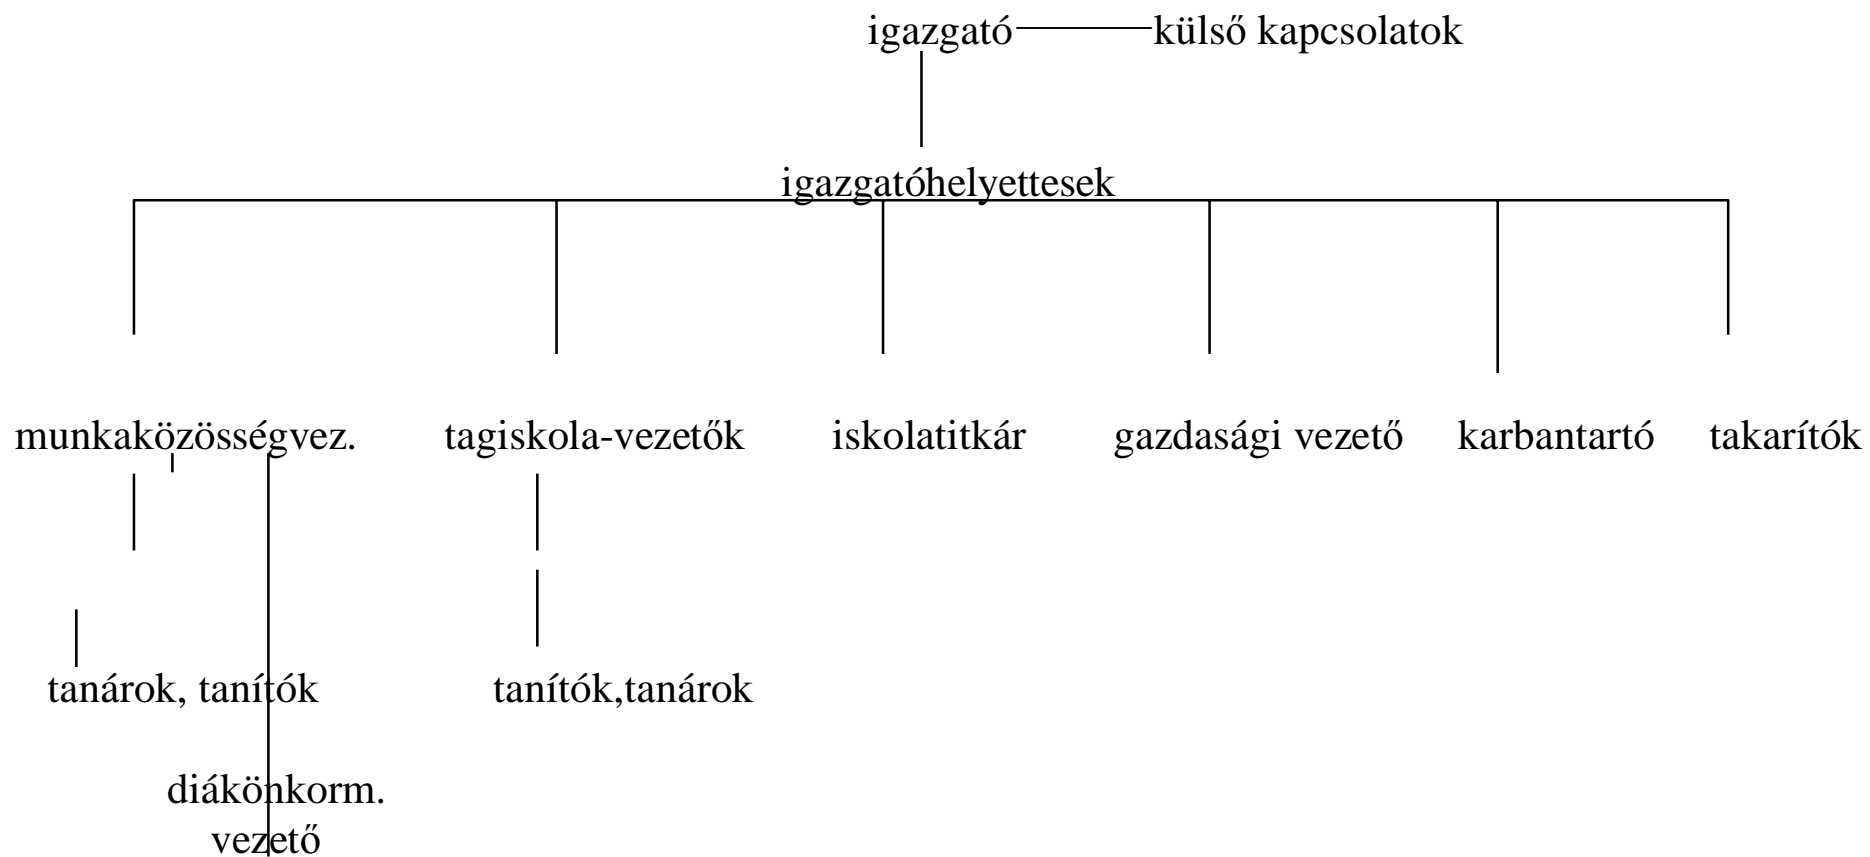 igazgató külső kapcsolatok
igazgatóhelyettesek
munkaközösségvez. tagiskola-vezetők iskolatitkár gazdasági vezető karbantartó takarítók
tanárok, tanítók tanítók,tanárok
diákönkorm.
vezető